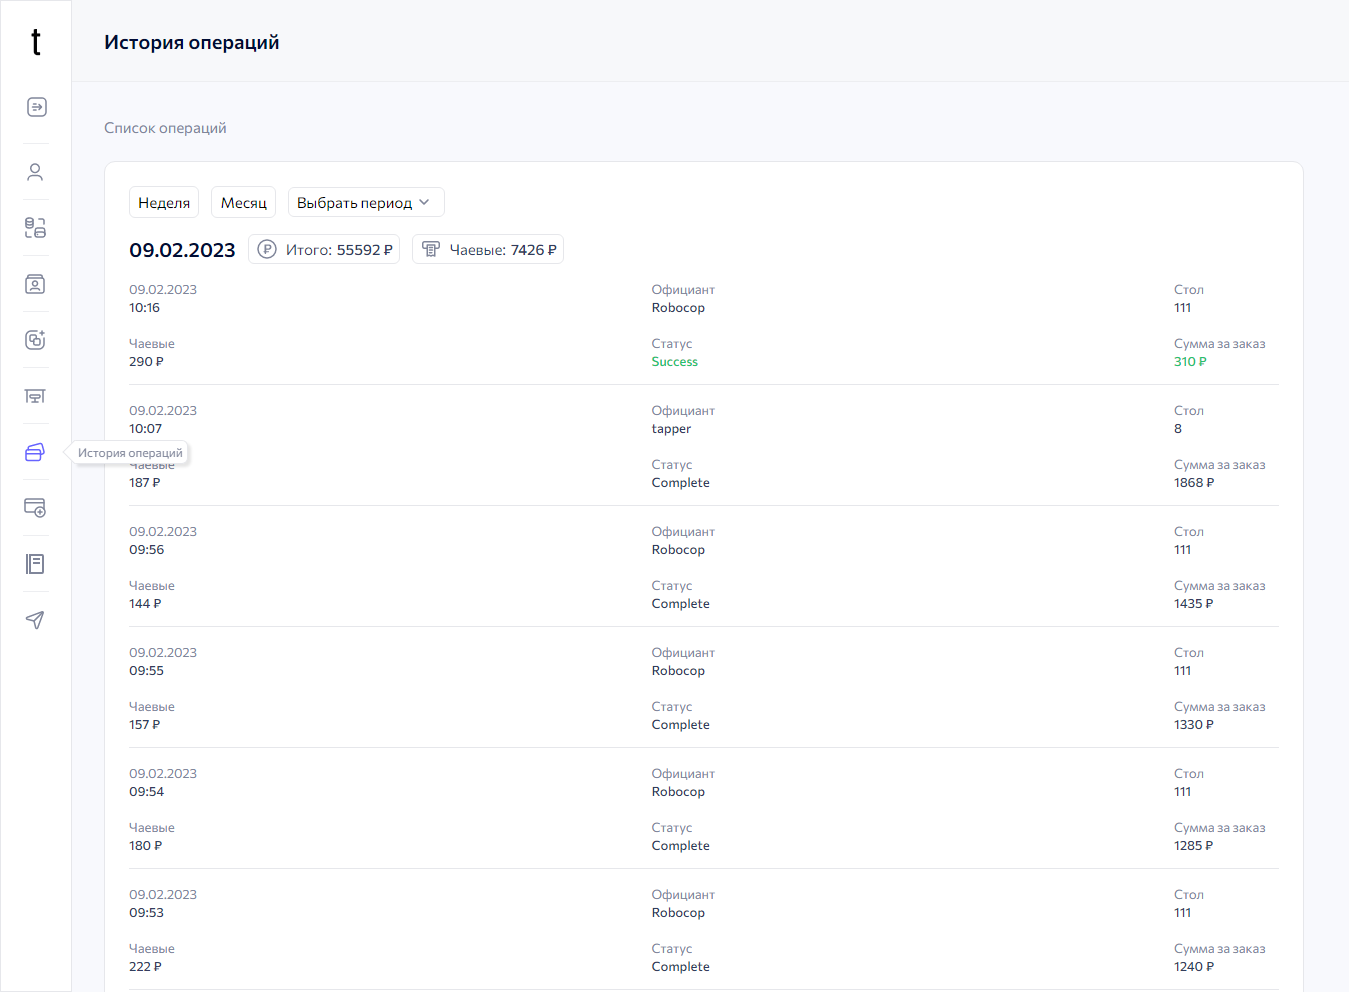 t
История операций
Список операций
Неделя Месяц Выбрать период
09.02.2023 Итого: 55592 ₽ Чаевые: 7426 ₽
09.02.2023 Официант Стол
10:16 Robocop 111
Чаевые Статус Сумма за заказ
290 ₽ Success 310 ₽
09.02.2023 Официант Стол
10:07 tapper 8
История операций
Чаевые Статус Сумма за заказ
187 ₽ Complete 1868 ₽
09.02.2023 Официант Стол
09:56 Robocop 111
Чаевые Статус Сумма за заказ
144 ₽ Complete 1435 ₽
09.02.2023 Официант Стол
09:55 Robocop 111
Чаевые Статус Сумма за заказ
157 ₽ Complete 1330 ₽
09.02.2023 Официант Стол
09:54 Robocop 111
Чаевые Статус Сумма за заказ
180 ₽ Complete 1285 ₽
09.02.2023 Официант Стол
09:53 Robocop 111
Чаевые Статус Сумма за заказ
222 ₽ Complete 1240 ₽